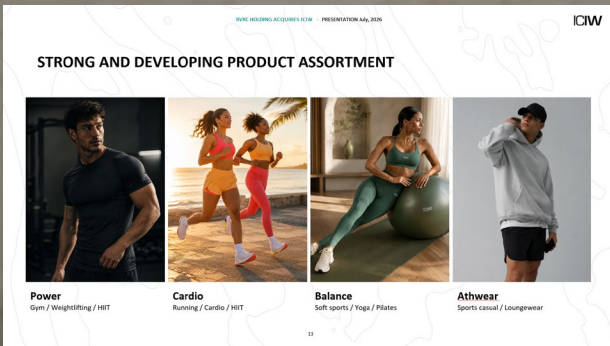 RVRC HOLDING ACQUIRES ICIW - PRESENTATION July, 2026
ICIW
STRONG AND DEVELOPING PRODUCT ASSORTMENT
Power
Gym / Weightlifting / HIIT
Cardio
Running / Cardio / HIIT
Balance
Soft sports / Yoga / Pilates
Athwear
Sports casual / Loungewear
13